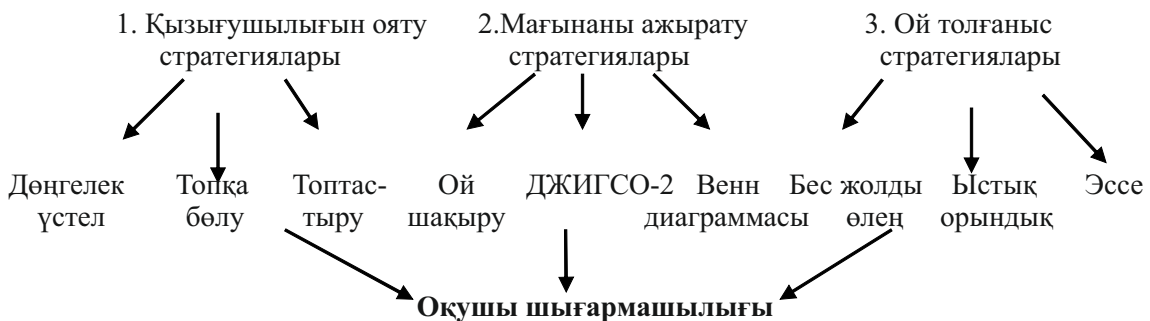 1. Қызығушылығын ояту 2.Мағынаны ажырату 3. Ой толғаныс
стратегиялары стратегиялары стратегиялары
Дөңгелек Топқа Топтас- Ой ДЖИГСО-2 Венн Бес жолды Ыстық Эссе
үстел бөлу тыру шақыру диаграммасы өлең орындық
Оқушы шығармашылығы